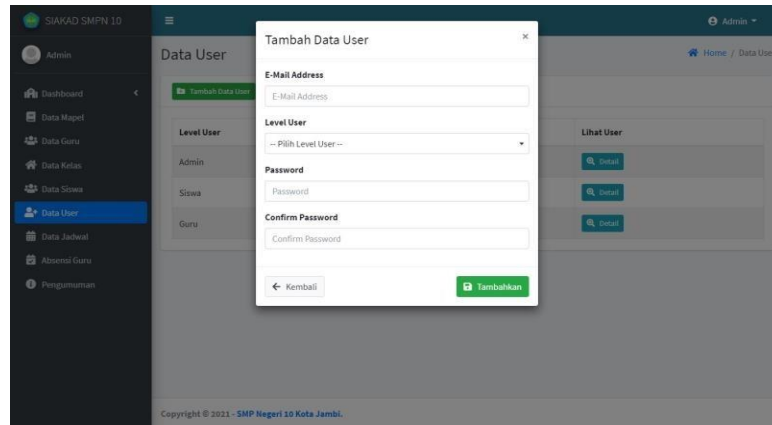 SIAKAD SMPN 10
Admin
Admin
Dashboard
Data Mapel
Data Guru
Data Kelas
Data Siswa
Data User
Data Jadwal
Absensi Guru
Pengumuman
Data User
Home / Data Use
Tambah Data User
Level User
Lihat User
Admin
Detail
Siswa
Detail
Guru
Detail
Tambah Data User
×
E-Mail Address
E-Mail Address
Level User
-- Pilih Level User --
Password
Password
Confirm Password
Confirm Password
Kembali
Tambahkan
Copyright © 2021 - SMP Negeri 10 Kota Jambi.